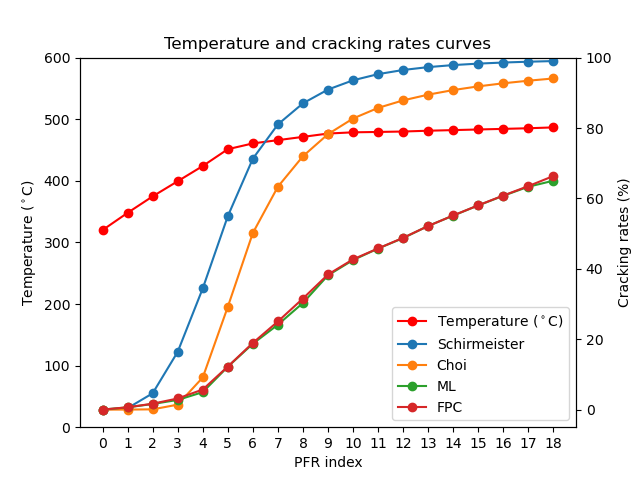 Temperature and cracking rates curves
600
500
400
300
200
100
0
Temperature (°C)
100
80
60
40
20
0
Cracking rates (%)
Temperature (°C)
Schirmeister
Choi
ML
FPC
0 1 2 3 4 5 6 7 8 9 10 11 12 13 14 15 16 17 18
PFR index